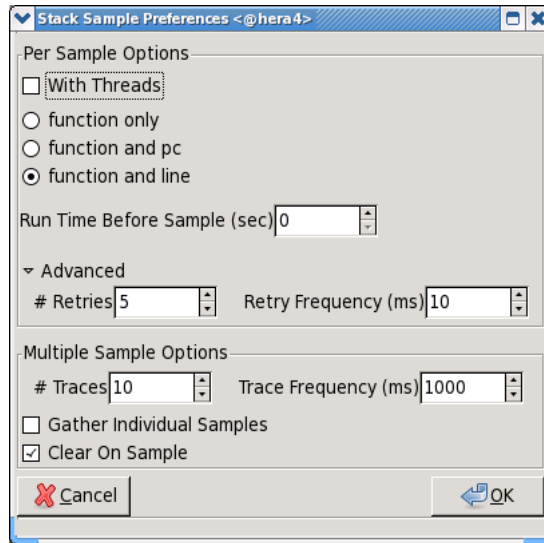 Stack Sample Preferences <@hera4>
Per Sample Options
With Threads
function only
function and pc
function and line
Run Time Before Sample (sec) 0
Advanced
# Retries 5 Retry Frequency (ms) 10
Multiple Sample Options
# Traces 10 Trace Frequency (ms) 1000
Gather Individual Samples
Clear On Sample
Cancel OK